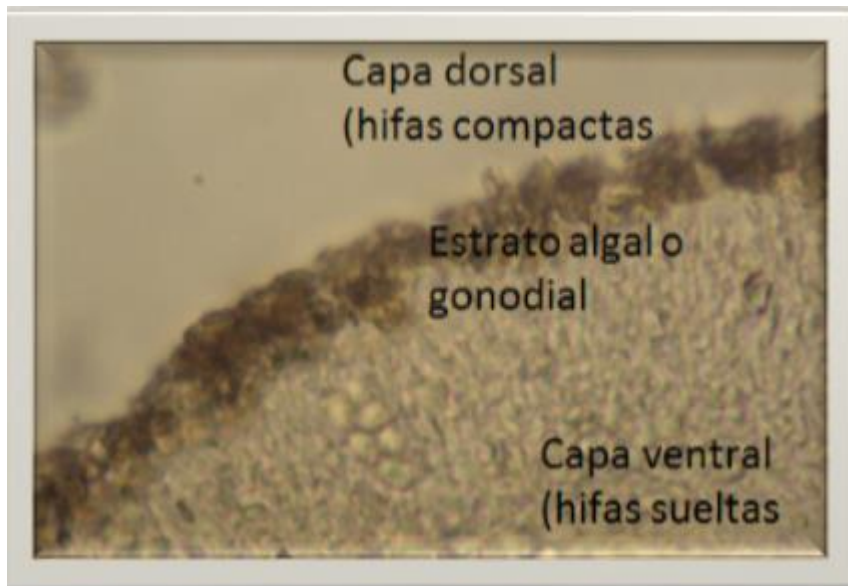 Capa dorsal
(hifas compactas
Estrato algal o
gonodial
Capa ventral
(hifas sueltas